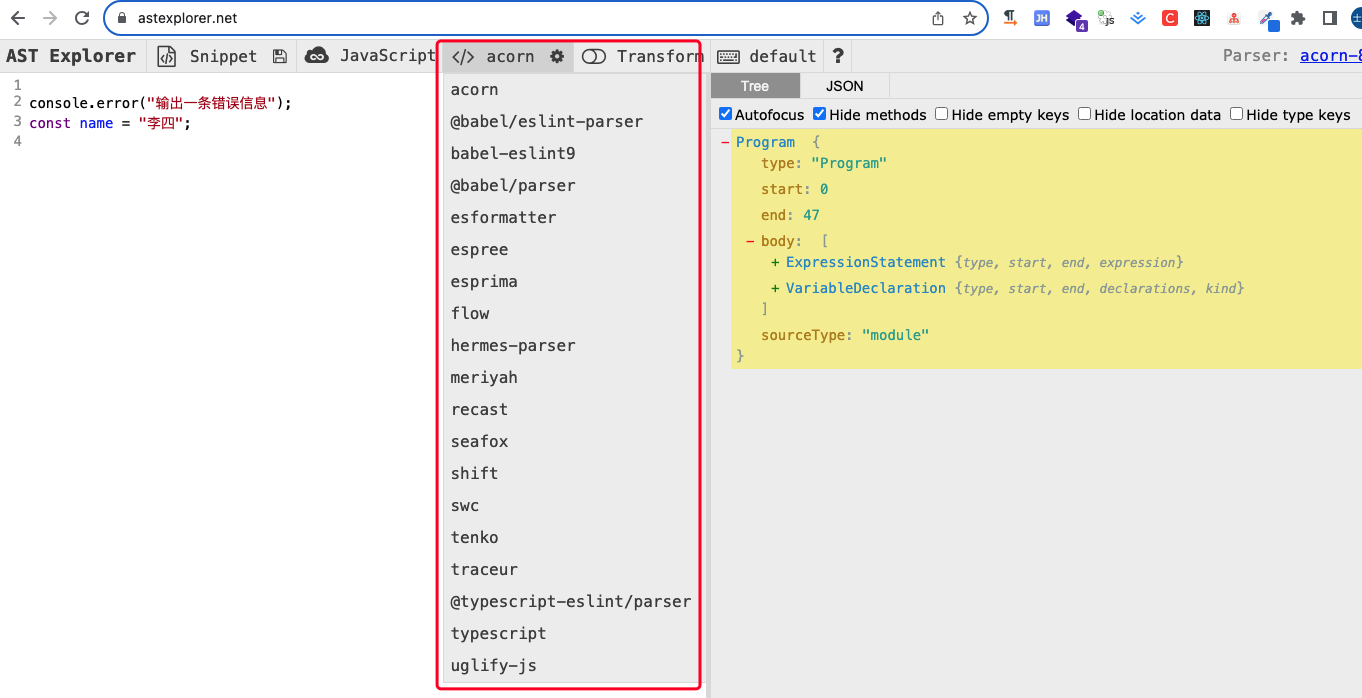 astexplorer.net
JH
4
js
C
AST Explorer Snippet JavaScript </> acorn Transform default ? Parser: acorn-8
1
2 console.error("输出一条错误信息");
3 const name = "李四";
4
acorn
@babel/eslint-parser
babel-eslint9
@babel/parser
esformatter
espree
esprima
flow
hermes-parser
meriyah
recast
seafox
shift
swc
tenko
traceur
@typescript-eslint/parser
typescript
uglify-js
Tree JSON
Autofocus Hide methods Hide empty keys Hide location data Hide type keys
− Program {
type: "Program"
start: 0
end: 47
− body: [
+ ExpressionStatement {type, start, end, expression}
+ VariableDeclaration {type, start, end, declarations, kind}
]
sourceType: "module"
}